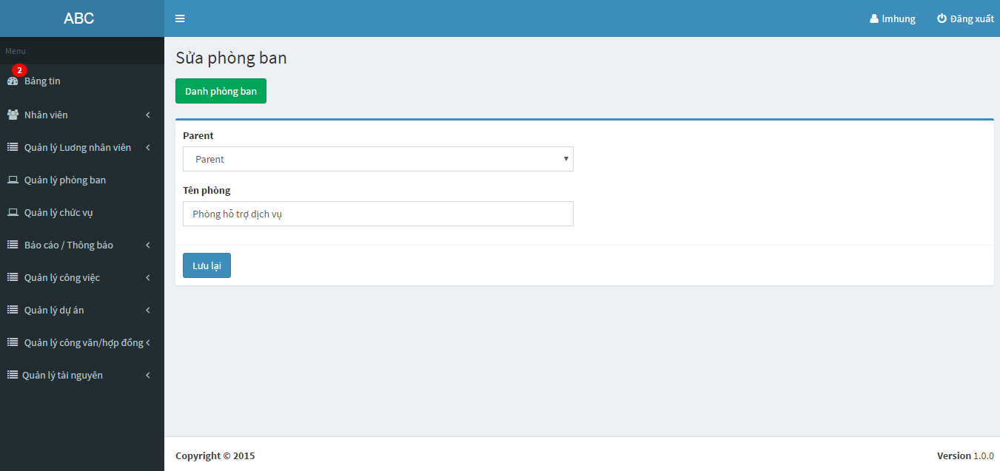 ABC
lmhung
Đăng xuất
Menu
2
Bảng tin
Nhân viên
Quản lý Lương nhân viên
Quản lý phòng ban
Quản lý chức vụ
Báo cáo / Thông báo
Quản lý công việc
Quản lý dự án
Quản lý công văn/hợp đồng
Quản lý tài nguyên
Sửa phòng ban
Danh phòng ban
Parent
Parent
Tên phòng
Phòng hỗ trợ dịch vụ
Lưu lại
Copyright © 2015
Version 1.0.0